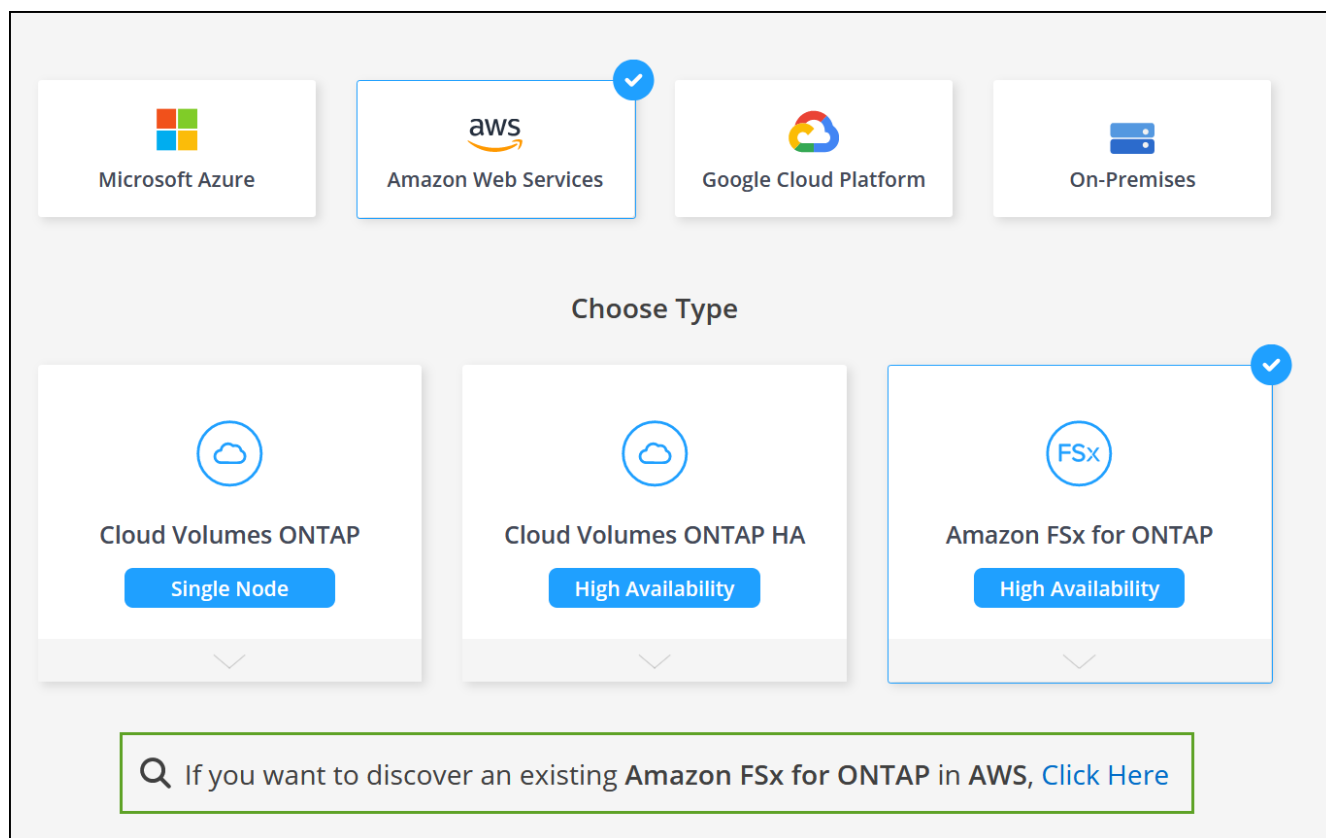 aws
Microsoft Azure
Amazon Web Services
Google Cloud Platform
On-Premises
Choose Type
FSx
Cloud Volumes ONTAP
Cloud Volumes ONTAP HA
Amazon FSx for ONTAP
Single Node
High Availability
High Availability
If you want to discover an existing Amazon FSx for ONTAP in AWS, Click Here